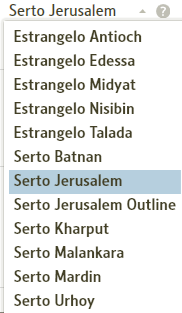 Serto Jerusalem ?
Estrangelo Antioch
Estrangelo Edessa
Estrangelo Midyat
Estrangelo Nisibin
Estrangelo Talada
Serto Batnan
Serto Jerusalem
Serto Jerusalem Outline
Serto Kharput
Serto Malankara
Serto Mardin
Serto Urhoy